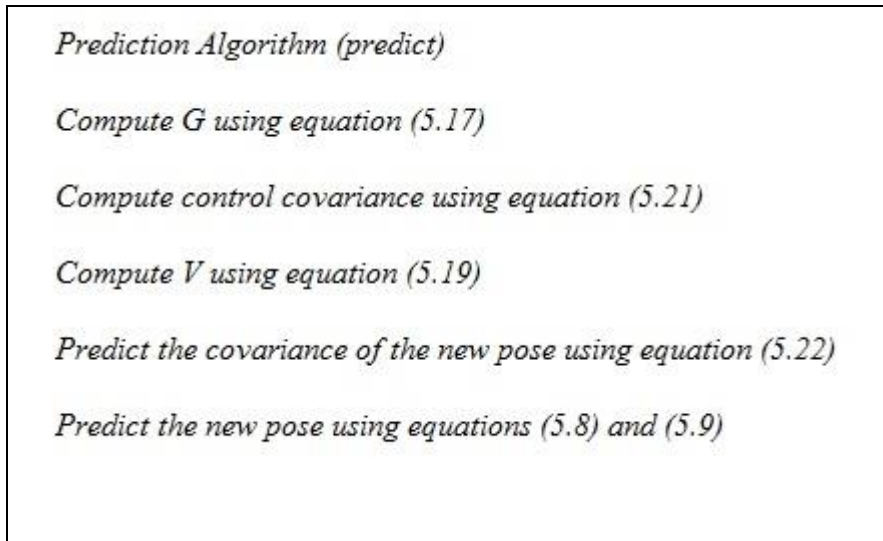 Prediction Algorithm (predict)
Compute G using equation (5.17)
Compute control covariance using equation (5.21)
Compute V using equation (5.19)
Predict the covariance of the new pose using equation (5.22)
Predict the new pose using equations (5.8) and (5.9)